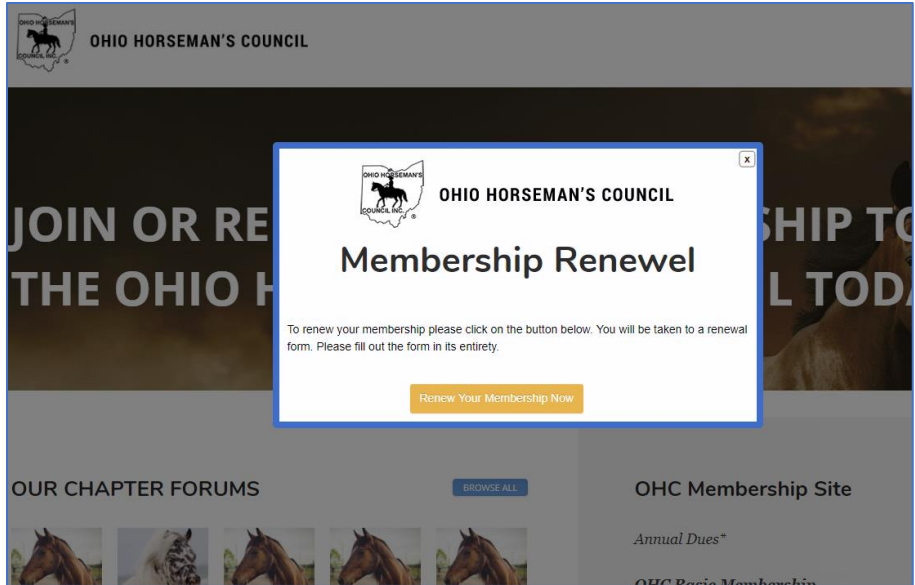 OHIO HORSEMAN'S
COUNCIL, INC.
OHIO HORSEMAN'S COUNCIL
JOIN OR RE
SHIP TO
THE OHIO H
L TODA
x
OHIO HORSEMAN'S
COUNCIL INC.
OHIO HORSEMAN'S COUNCIL
Membership Renewel
To renew your membership please click on the button below. You will be taken to a renewal
form. Please fill out the form in its entirety.
Renew Your Membership Now
OUR CHAPTER FORUMS
BROWSE ALL
OHC Membership Site
Annual Dues*
OHC Basic Membership